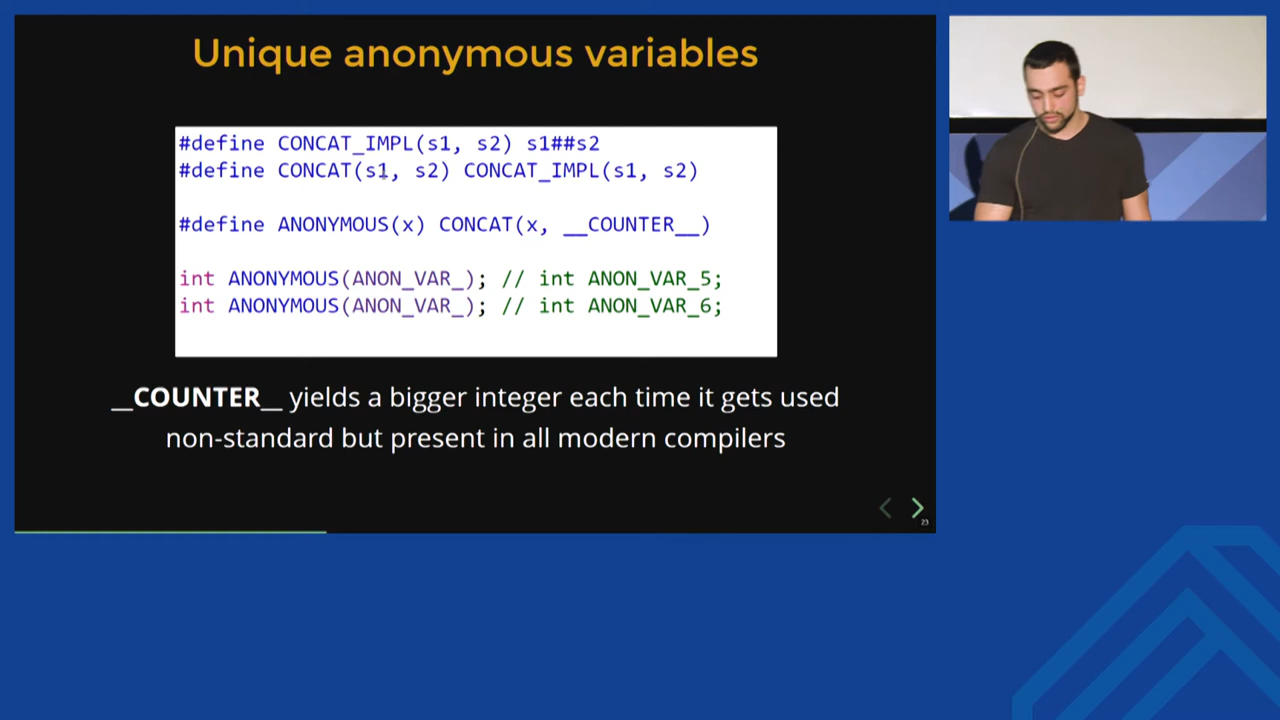 Unique anonymous variables
#define CONCAT_IMPL(s1, s2) s1##s2
#define CONCAT(s1, s2) CONCAT_IMPL(s1, s2)
#define ANONYMOUS(x) CONCAT(x, __COUNTER__)
int ANONYMOUS(ANON_VAR_); // int ANON_VAR_5;
int ANONYMOUS(ANON_VAR_); // int ANON_VAR_6;
__COUNTER__ yields a bigger integer each time it gets used
non-standard but present in all modern compilers
23